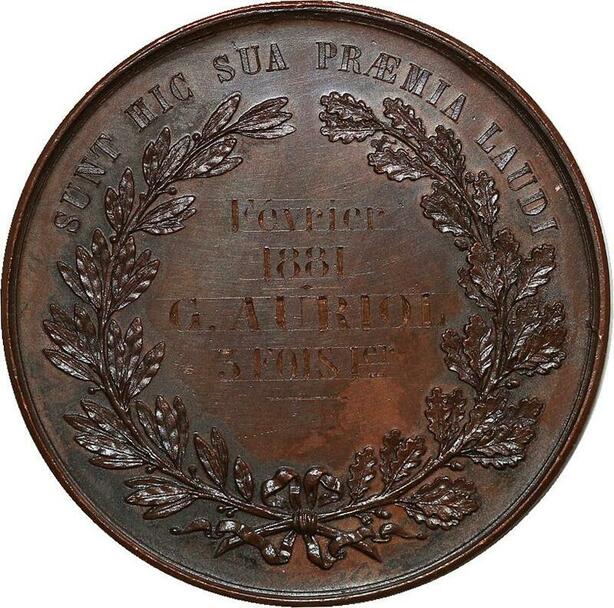 SUNT HIC SUA PRÆMIA LAUDI
Février
1881
G. AURIOL
3 FOIS 1er